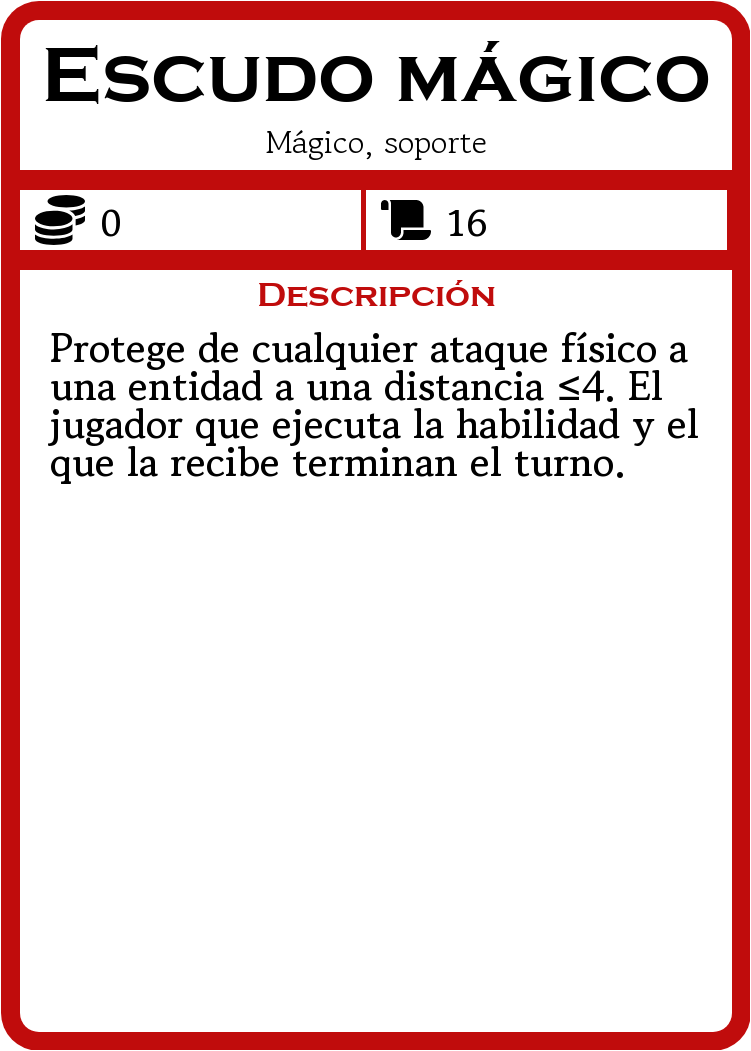 Escudo mágico
Mágico, soporte
0
16
Descripción
Protege de cualquier ataque físico a
una entidad a una distancia ≤4. El
jugador que ejecuta la habilidad y el
que la recibe terminan el turno.